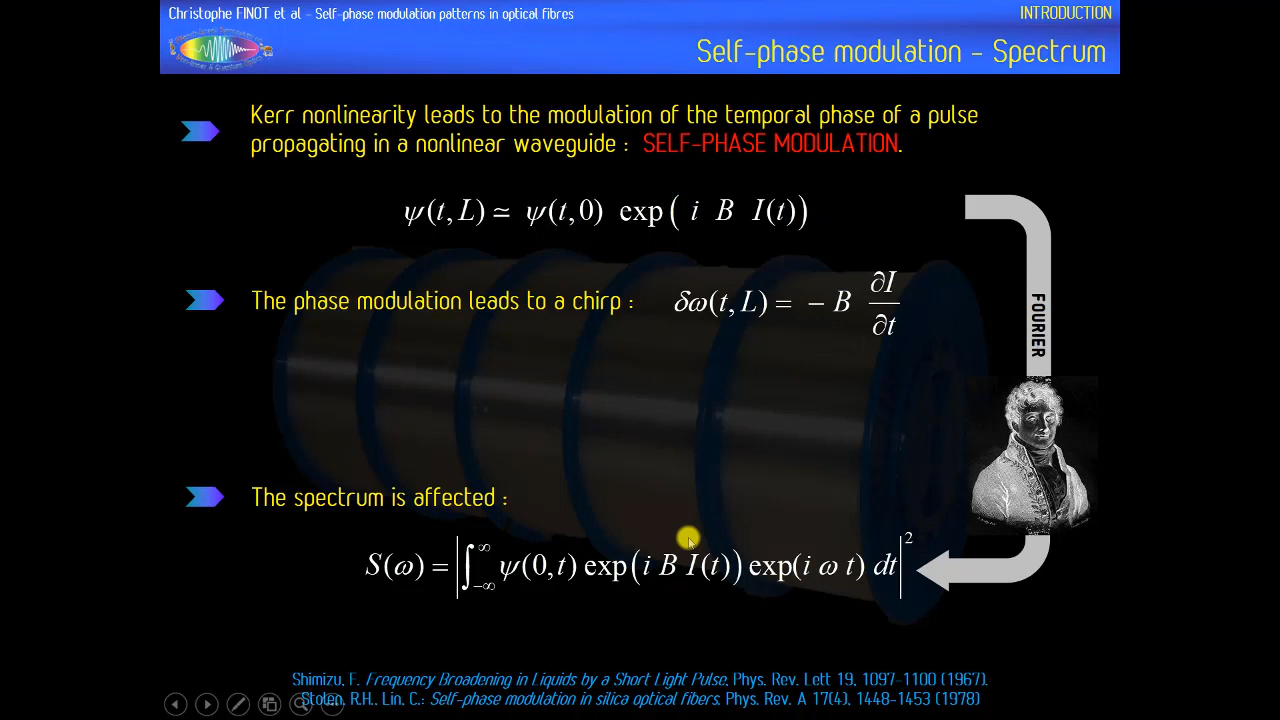 Christophe FINOT et al - Self-phase modulation patterns in optical fibres
INTRODUCTION
Self-phase modulation - Spectrum
Kerr nonlinearity leads to the modulation of the temporal phase of a pulse
propagating in a nonlinear waveguide : SELF-PHASE MODULATION.
ψ(t, L) ≃ ψ(t, 0) exp( i B I(t))
The phase modulation leads to a chirp : δω(t, L) = − B ∂I/∂t
FOURIER
The spectrum is affected :
S(ω) = |∫_{−∞}^{∞} ψ(0, t) exp(i B I(t)) exp(i ω t) dt|²
Shimizu, F. Frequency Broadening in Liquids by a Short Light Pulse, Phys. Rev. Lett 19, 1097-1100 (1967).
Stolen, R.H., Lin, C.: Self-phase modulation in silica optical fibers, Phys. Rev. A 17(4), 1448-1453 (1978)